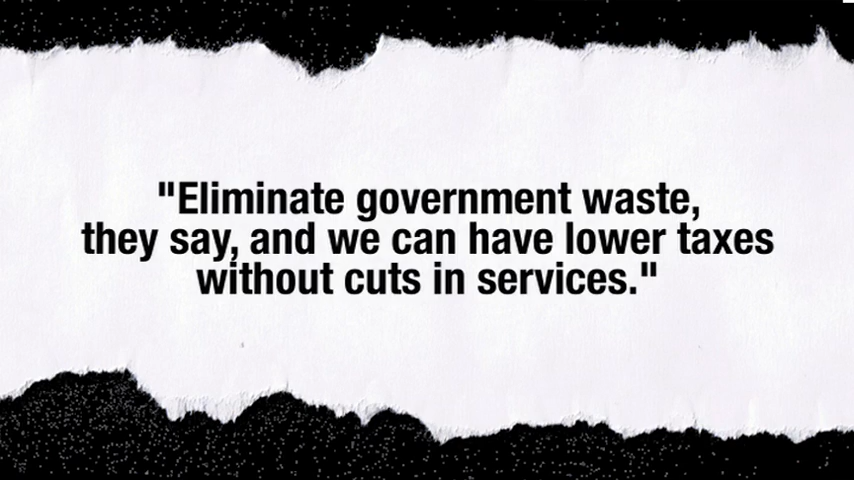 "Eliminate government waste,
they say, and we can have lower taxes
without cuts in services."